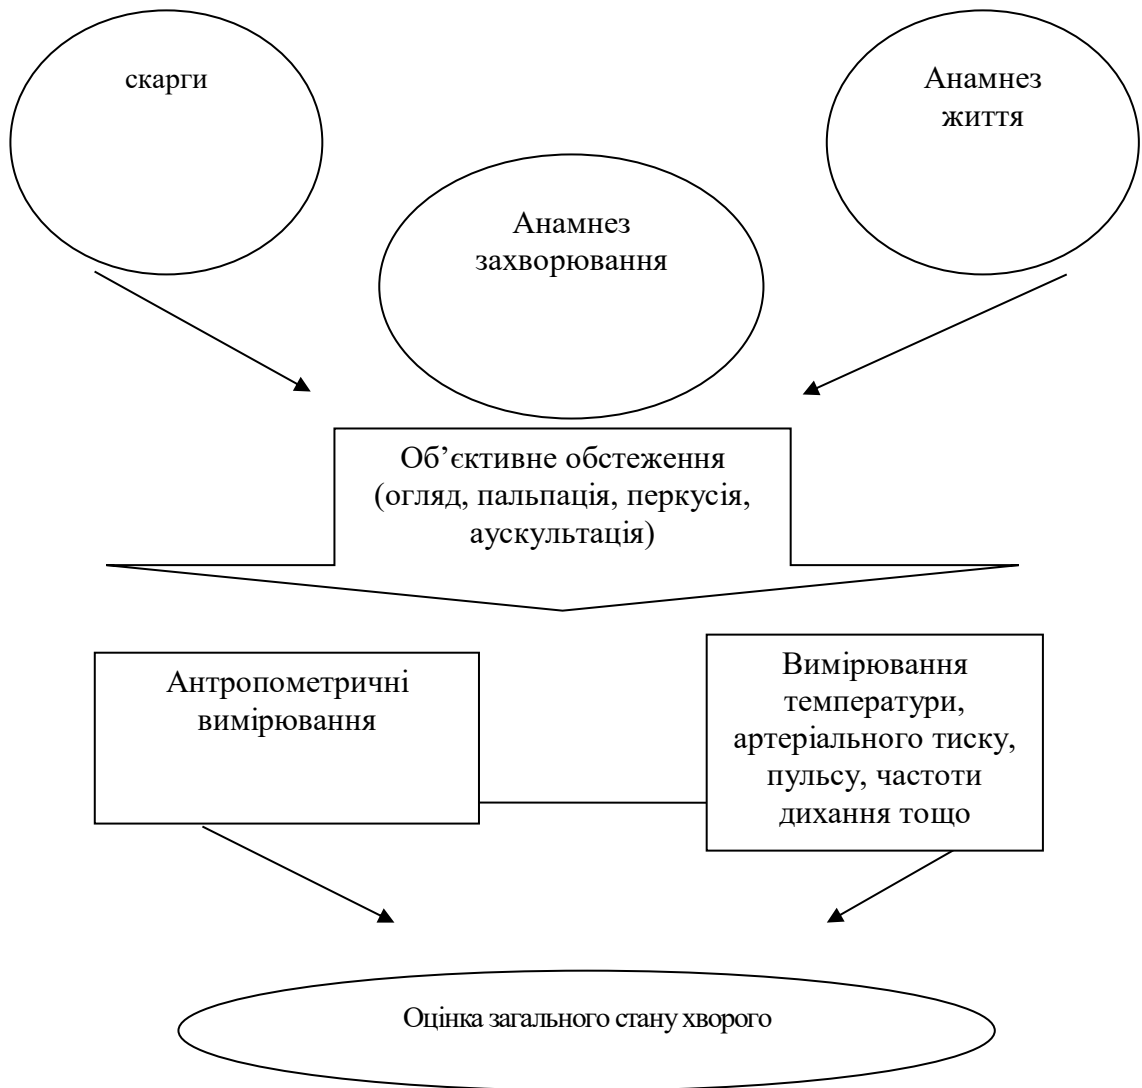 скарги
Анамнез
життя
Анамнез
захворювання
Об’єктивне обстеження
(огляд, пальпація, перкусія,
аускультація)
Антропометричні
вимірювання
Вимірювання
температури,
артеріального тиску,
пульсу, частоти
дихання тощо
Оцінка загального стану хворого